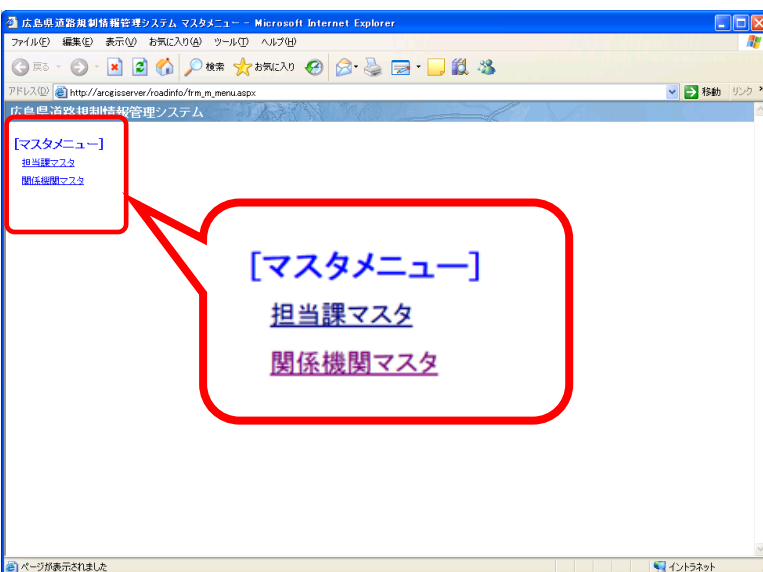 広島県道路規制情報管理システム マスタメニュー - Microsoft Internet Explorer
ファイル(F) 編集(E) 表示(V) お気に入り(A) ツール(T) ヘルプ(H)
戻る 検索 お気に入り
アドレス(D) http://arcgisserver/roadinfo/frm_m_menu.aspx 移動 リンク »
広島県道路規制情報管理システム
[マスタメニュー]
担当課マスタ
関係機関マスタ
[マスタメニュー]
担当課マスタ
関係機関マスタ
ページが表示されました イントラネット